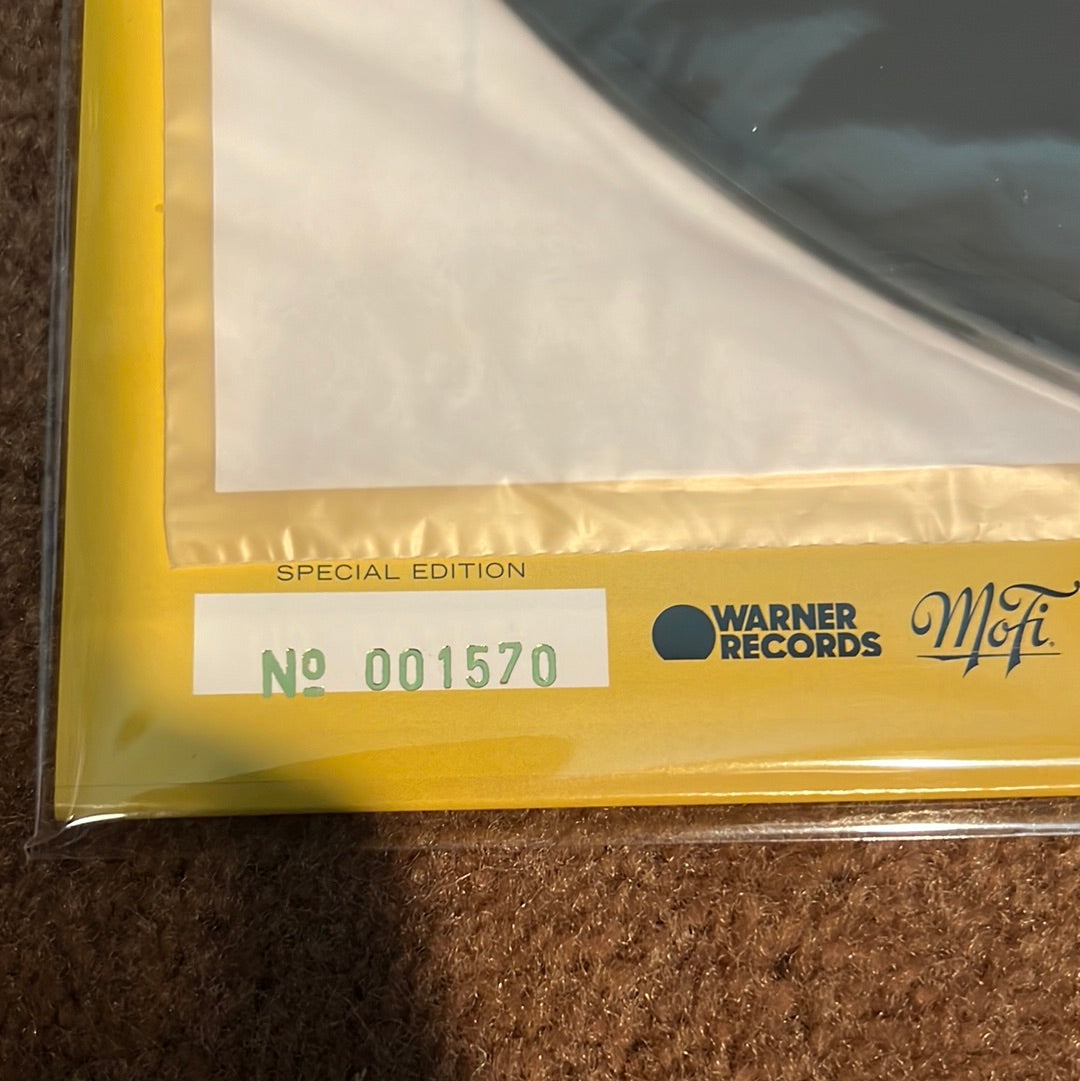 SPECIAL EDITION
Nº 001570
WARNER
RECORDS
MoFi